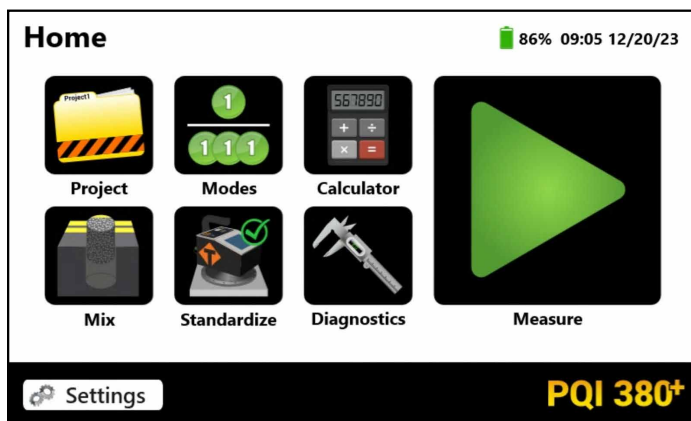 Home
86% 09:05 12/20/23
Project1
1
1 1 1
567890
+ ÷
× =
Project Modes Calculator
T
Mix Standardize Diagnostics Measure
Settings
PQI 380+